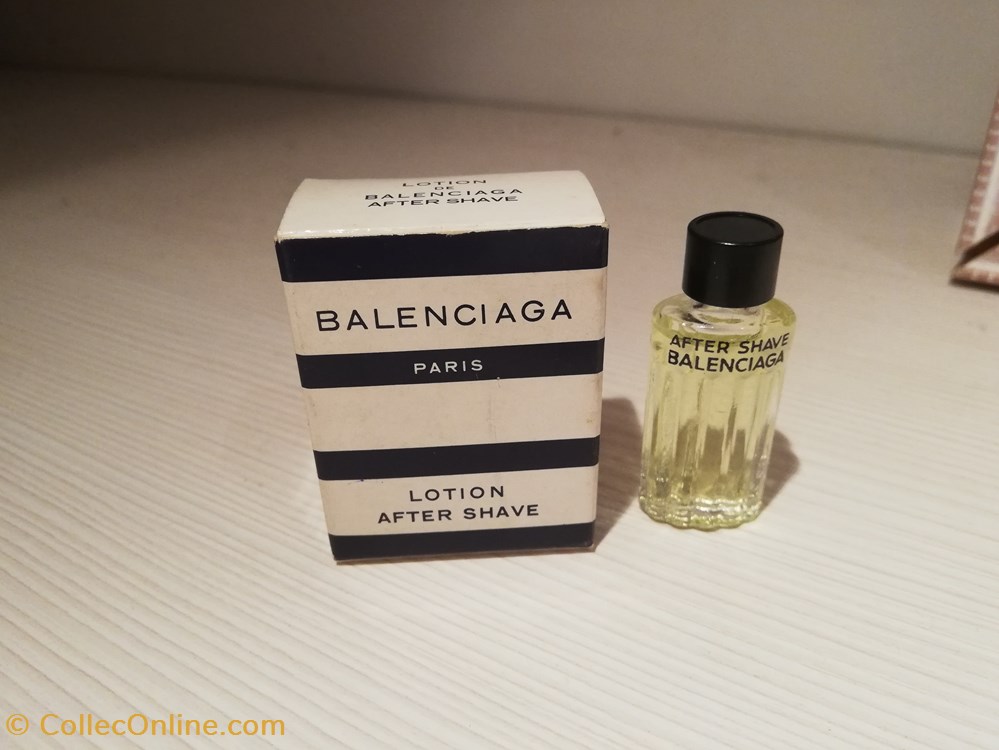 LOTION
DE
BALENCIAGA
AFTER SHAVE
BALENCIAGA
PARIS
LOTION
AFTER SHAVE
AFTER SHAVE
BALENCIAGA
© CollecOnline.com